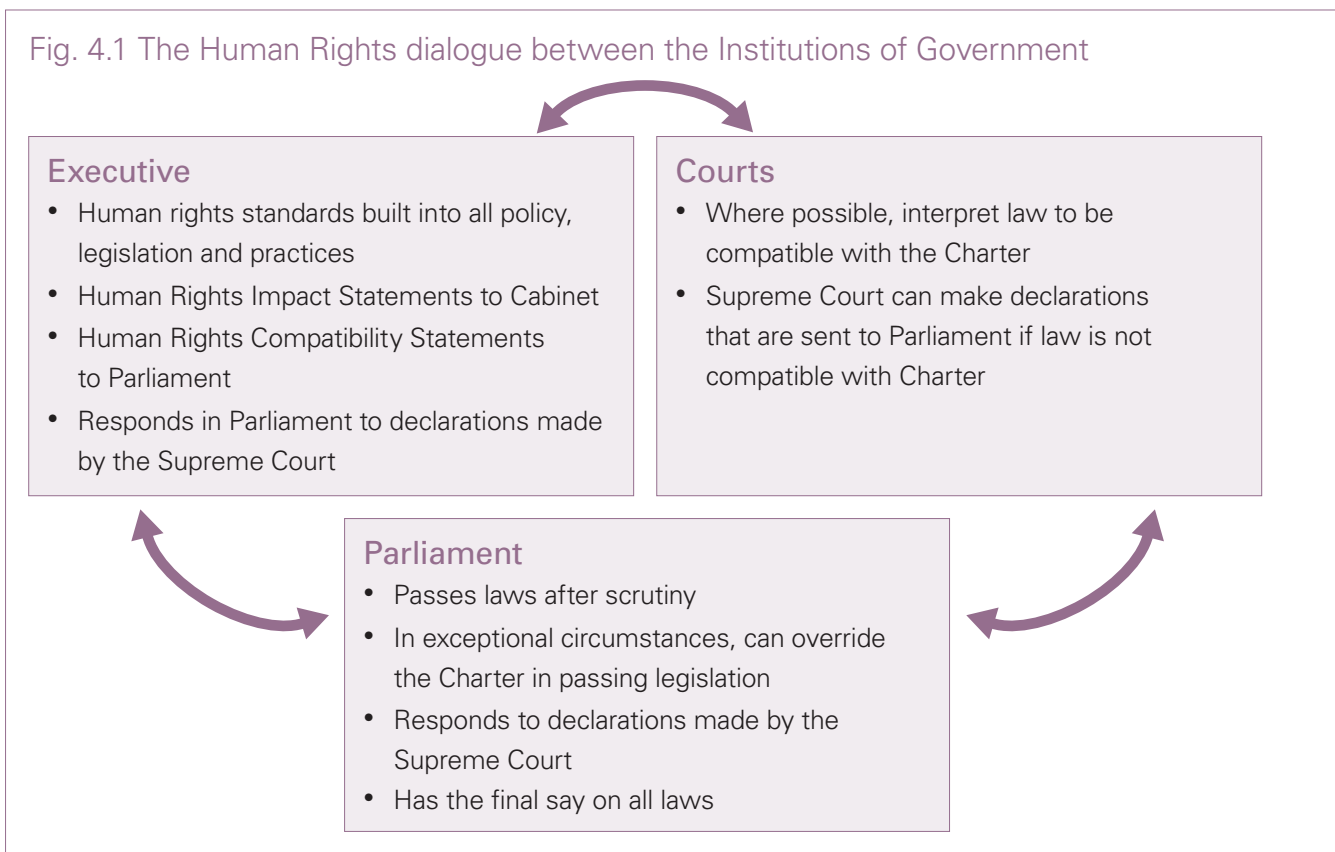 Fig. 4.1 The Human Rights dialogue between the Institutions of Government
Executive
• Human rights standards built into all policy,
legislation and practices
• Human Rights Impact Statements to Cabinet
• Human Rights Compatibility Statements
to Parliament
• Responds in Parliament to declarations made
by the Supreme Court
Courts
• Where possible, interpret law to be
compatible with the Charter
• Supreme Court can make declarations
that are sent to Parliament if law is not
compatible with Charter
Parliament
• Passes laws after scrutiny
• In exceptional circumstances, can override
the Charter in passing legislation
• Responds to declarations made by the
Supreme Court
• Has the final say on all laws